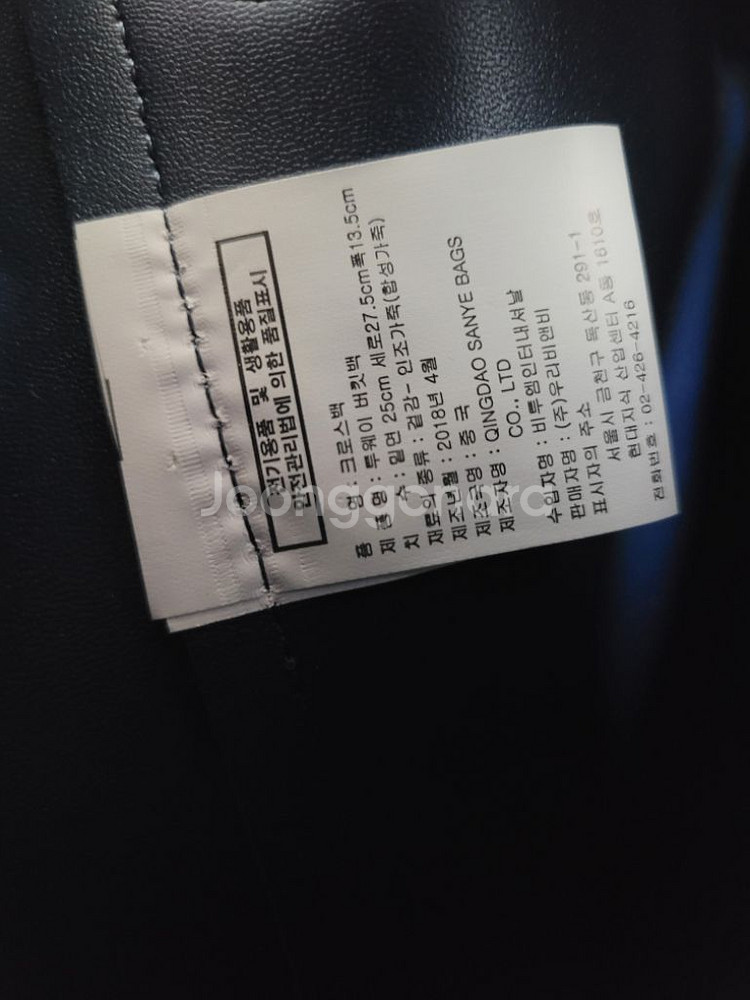 전기용품 및 생활용품
안전관리법에 의한 품질표시
품 명 : 크로스백
제 품 명 : 투웨이 버킷백
치 수 : 밑면 25cm 세로27.5cm폭13.5cm
재료의 종류 : 겉감- 인조가죽(합성가죽)
제조연월 : 2018년 4월
제조국명 : 중 국
제조자명 : QINGDAO SANYE BAGS
CO., LTD
수입자명 : 비투엠인터내셔날
판매자명 : (주)우리비앤비
표시자의 주소
서울시 금천구 독산동 291-1
현대지식 산업센터 A동 1610호
전화번호 : 02-426-4216
Joonggonara